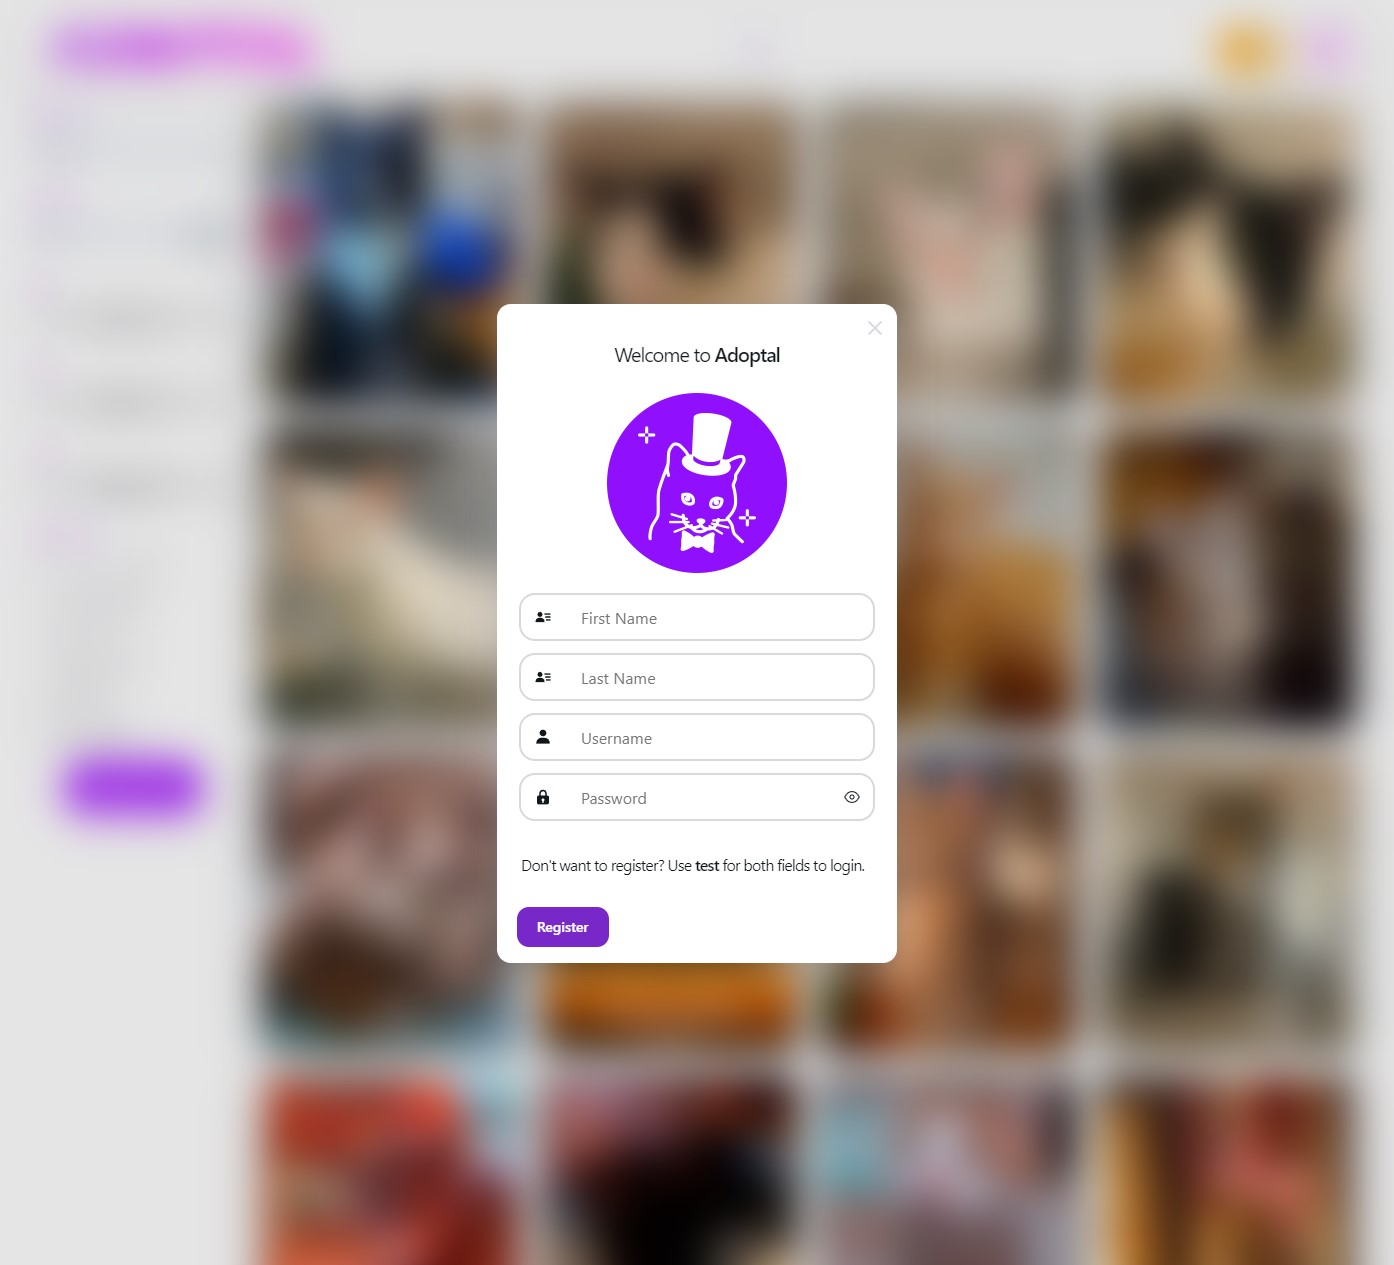 Welcome to Adoptal
First Name
Last Name
Username
Password
Don't want to register? Use test for both fields to login.
Register